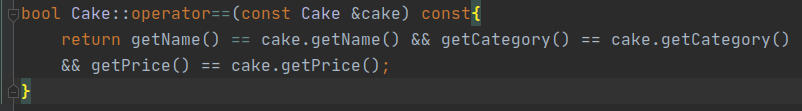 bool Cake::operator==(const Cake &cake) const{
return getName() == cake.getName() && getCategory() == cake.getCategory()
&& getPrice() == cake.getPrice();
}